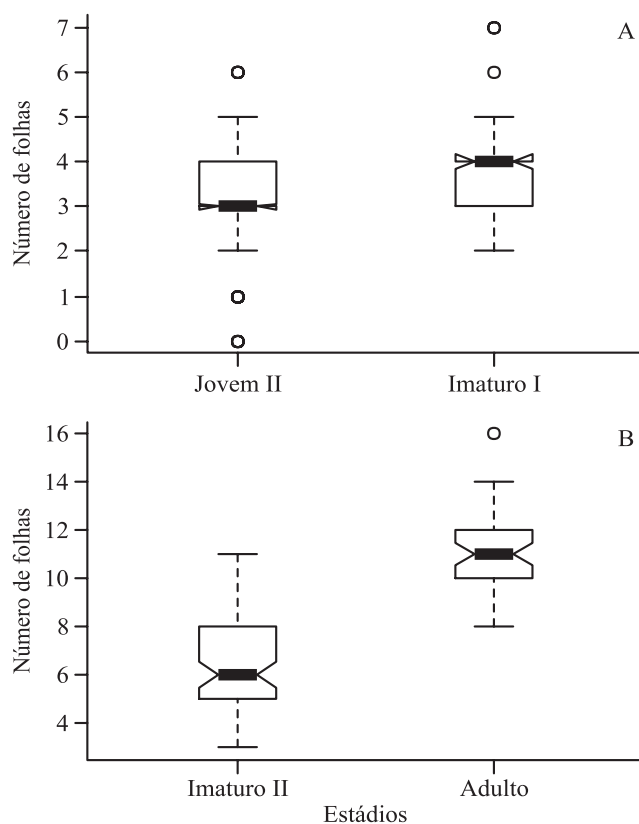 A
Número de folhas
7
6
5
4
3
2
1
0
Jovem II Imaturo I
B
Número de folhas
16
14
12
10
8
6
4
Imaturo II Adulto
Estádios